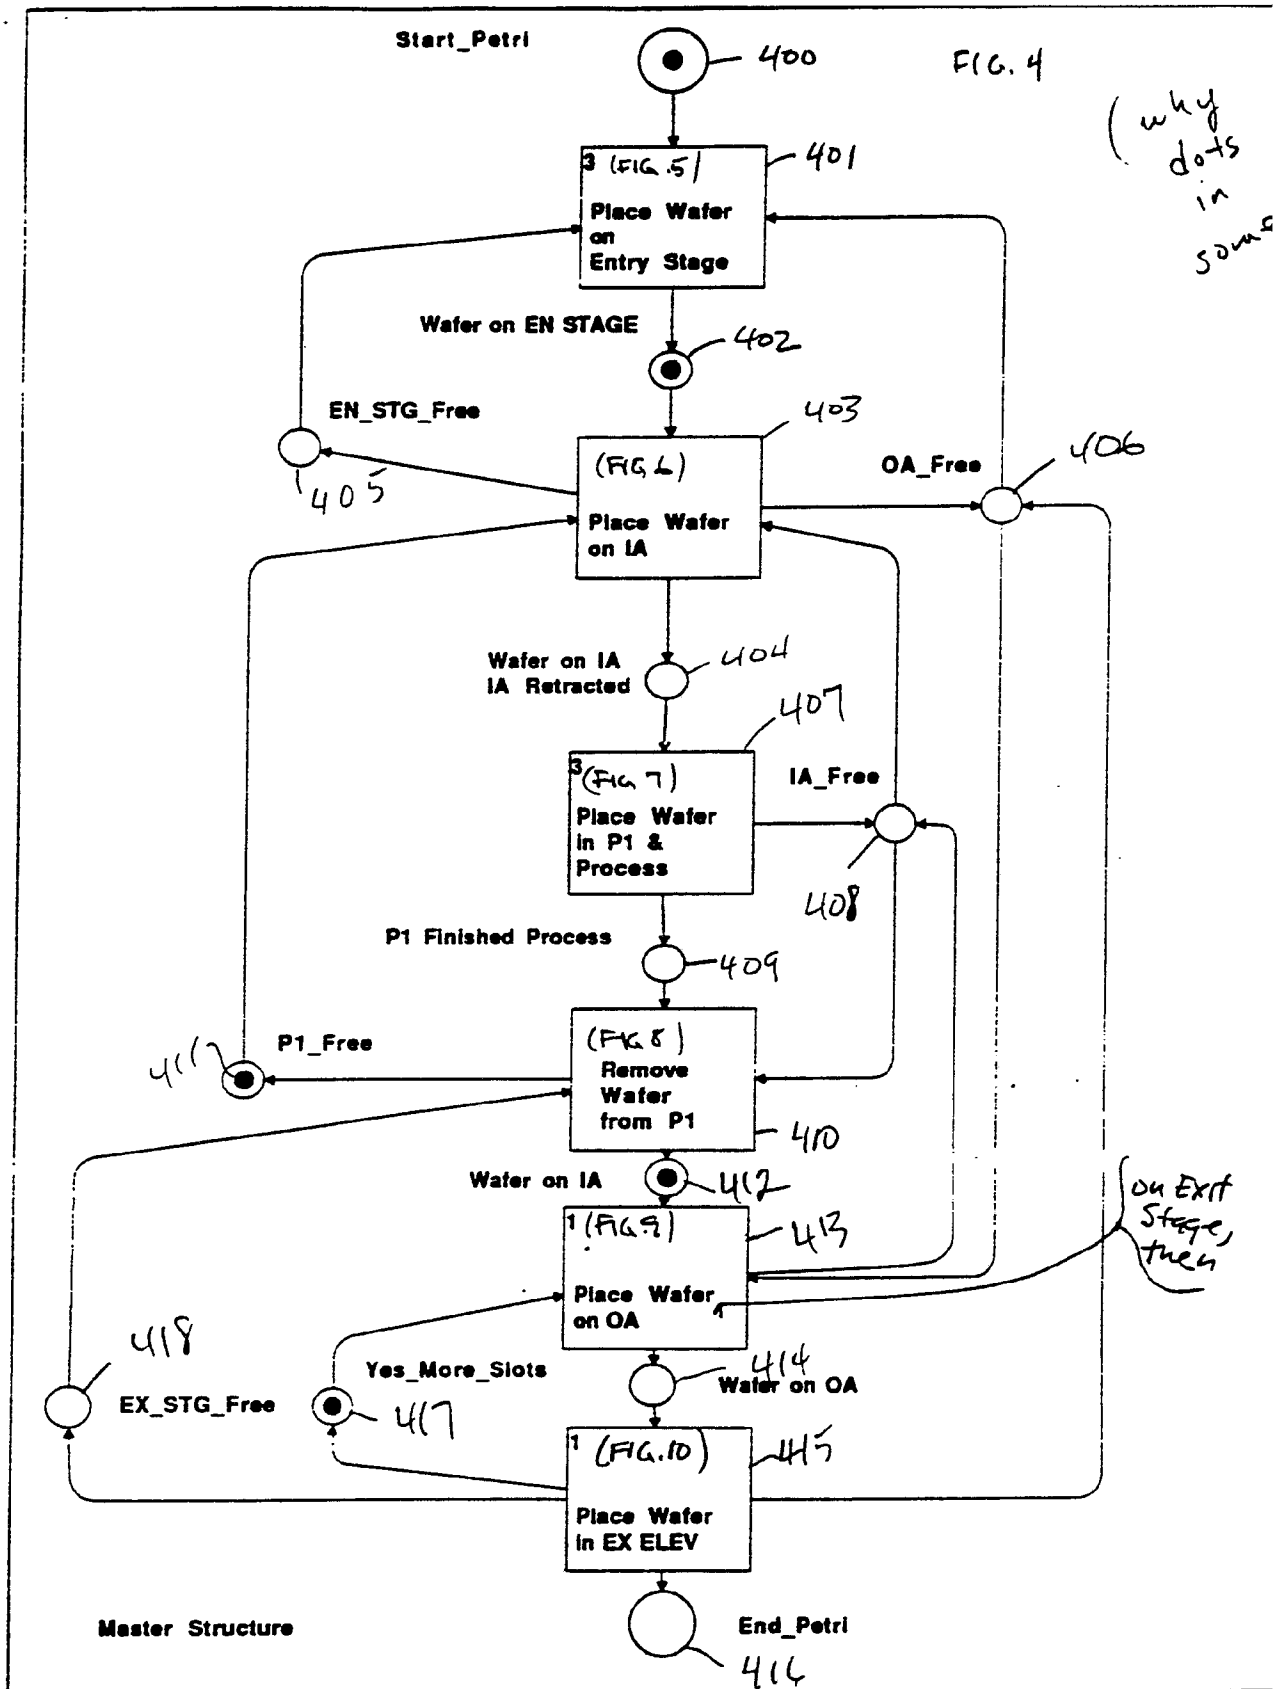 Start_Petri
400
FIG. 4
(why
dots
in
some
3 (FIG.5)
401
Place Wafer
on
Entry Stage
Wafer on EN STAGE
402
EN_STG_Free
403
405
(FIG 6)
OA_Free
406
Place Wafer
on IA
Wafer on IA
IA Retracted
404
407
3 (FIG 7)
IA_Free
Place Wafer
in P1 &
Process
408
P1 Finished Process
409
P1_Free
411
(FIG 8)
Remove
Wafer
from P1
410
Wafer on IA
412
on Exit
Stage,
then
1 (FIG.9)
413
Place Wafer
on OA
418
Yes_More_Slots
414
Wafer on OA
EX_STG_Free
417
1 (FIG.10)
415
Place Wafer
in EX ELEV
Master Structure
End_Petri
416